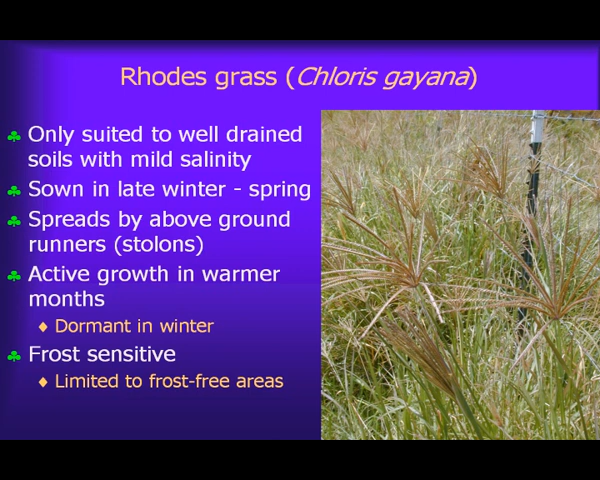 Rhodes grass (Chloris gayana)
Only suited to well drained
soils with mild salinity
Sown in late winter - spring
Spreads by above ground
runners (stolons)
Active growth in warmer
months
Dormant in winter
Frost sensitive
Limited to frost-free areas